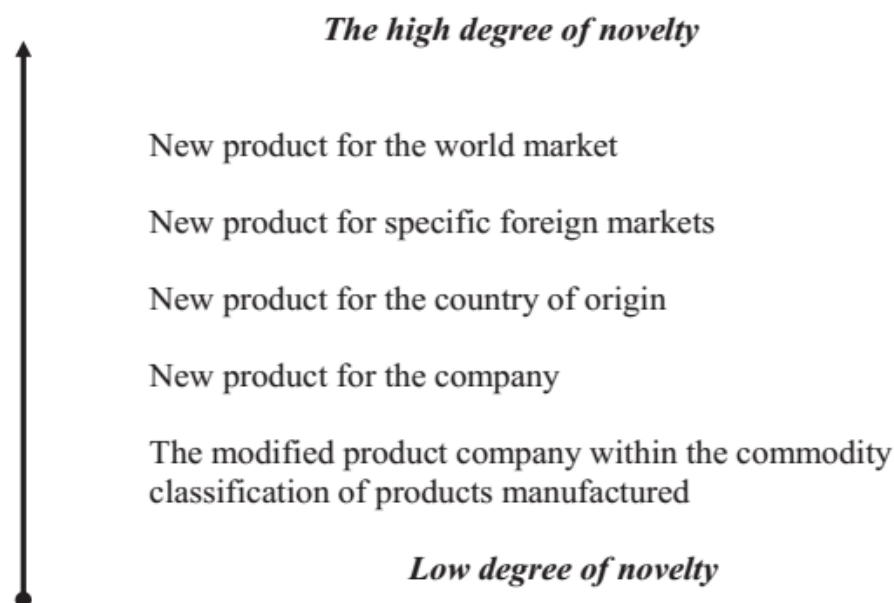 The high degree of novelty
New product for the world market
New product for specific foreign markets
New product for the country of origin
New product for the company
The modified product company within the commodity
classification of products manufactured
Low degree of novelty